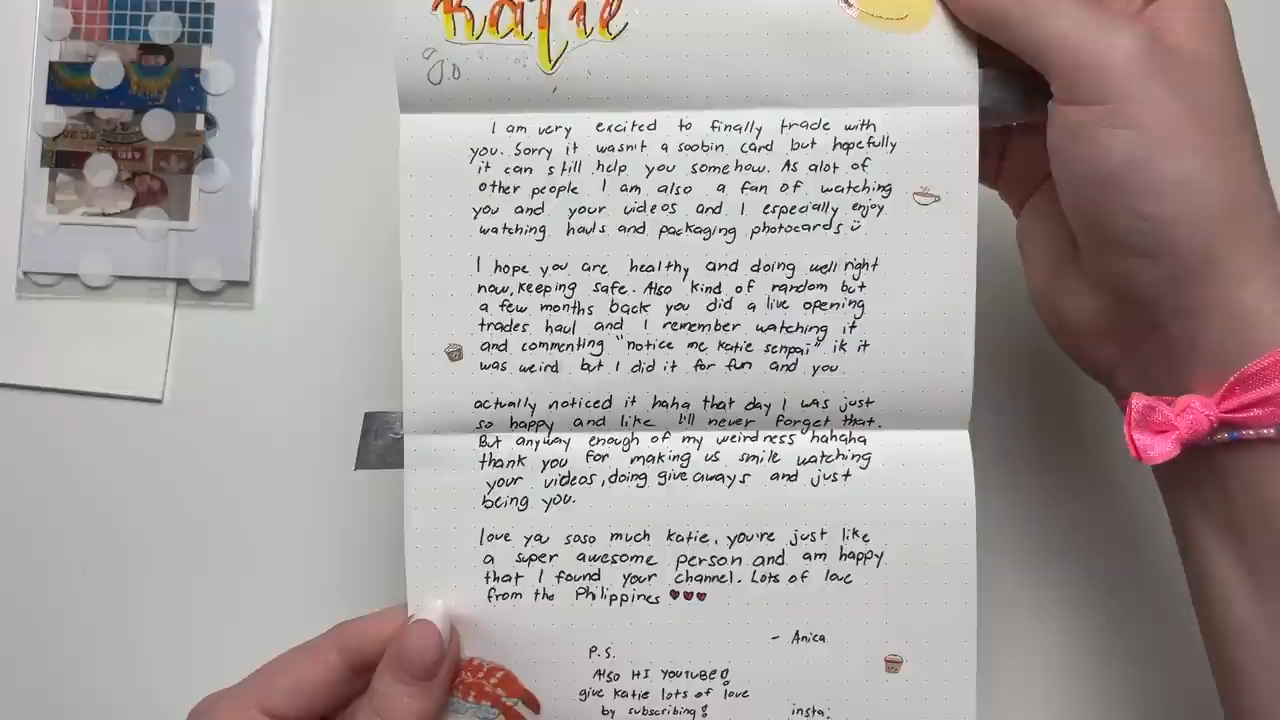 Katie
I am very excited to finally trade with
you. Sorry it wasn't a soobin card but hopefully
it can still help you somehow. As alot of
other people I am also a fan of watching
you and your videos and I especially enjoy
watching hauls and packaging photocards ü
I hope you are healthy and doing well right
now, keeping safe. Also kind of random but
a few months back you did a live opening
trades haul and I remember watching it
and commenting "notice me Katie senpai" ik it
was weird but I did it for fun and you
actually noticed it haha that day I was just
so happy and like I'll never forget that.
But anyway enough of my weirdness hahaha
thank you for making us smile watching
your videos, doing give aways and just
being you.
love ya soso much Katie, you're just like
a super awesome person and am happy
that I found your channel. Lots of love
from the Philippines ♥♥♥
- Anica
P.S.
Also HI YOUTUBE!
give Katie lots of love
by subscribing!
insta: